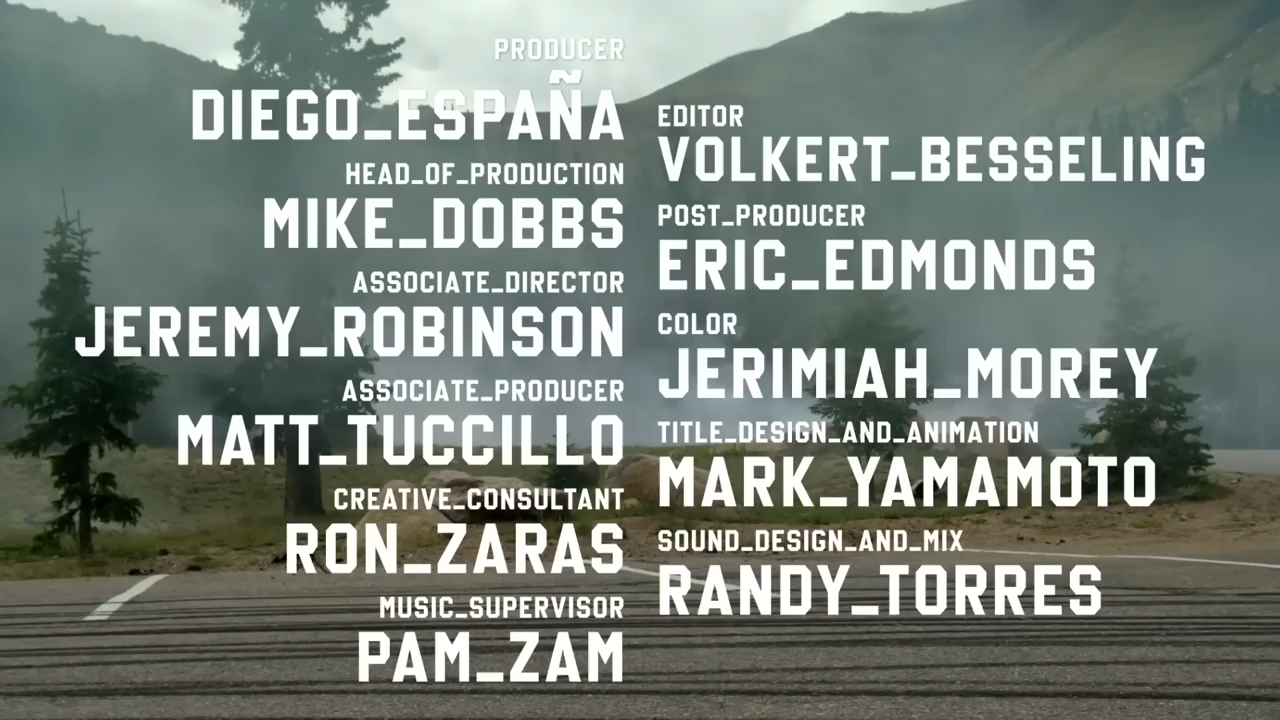 PRODUCER
DIEGO_ESPAÑA
HEAD_OF_PRODUCTION
MIKE_DOBBS
ASSOCIATE_DIRECTOR
JEREMY_ROBINSON
ASSOCIATE_PRODUCER
MATT_TUCCILLO
CREATIVE_CONSULTANT
RON_ZARAS
MUSIC_SUPERVISOR
PAM_ZAM
EDITOR
VOLKERT_BESSELING
POST_PRODUCER
ERIC_EDMONDS
COLOR
JERIMIAH_MOREY
TITLE_DESIGN_AND_ANIMATION
MARK_YAMAMOTO
SOUND_DESIGN_AND_MIX
RANDY_TORRES